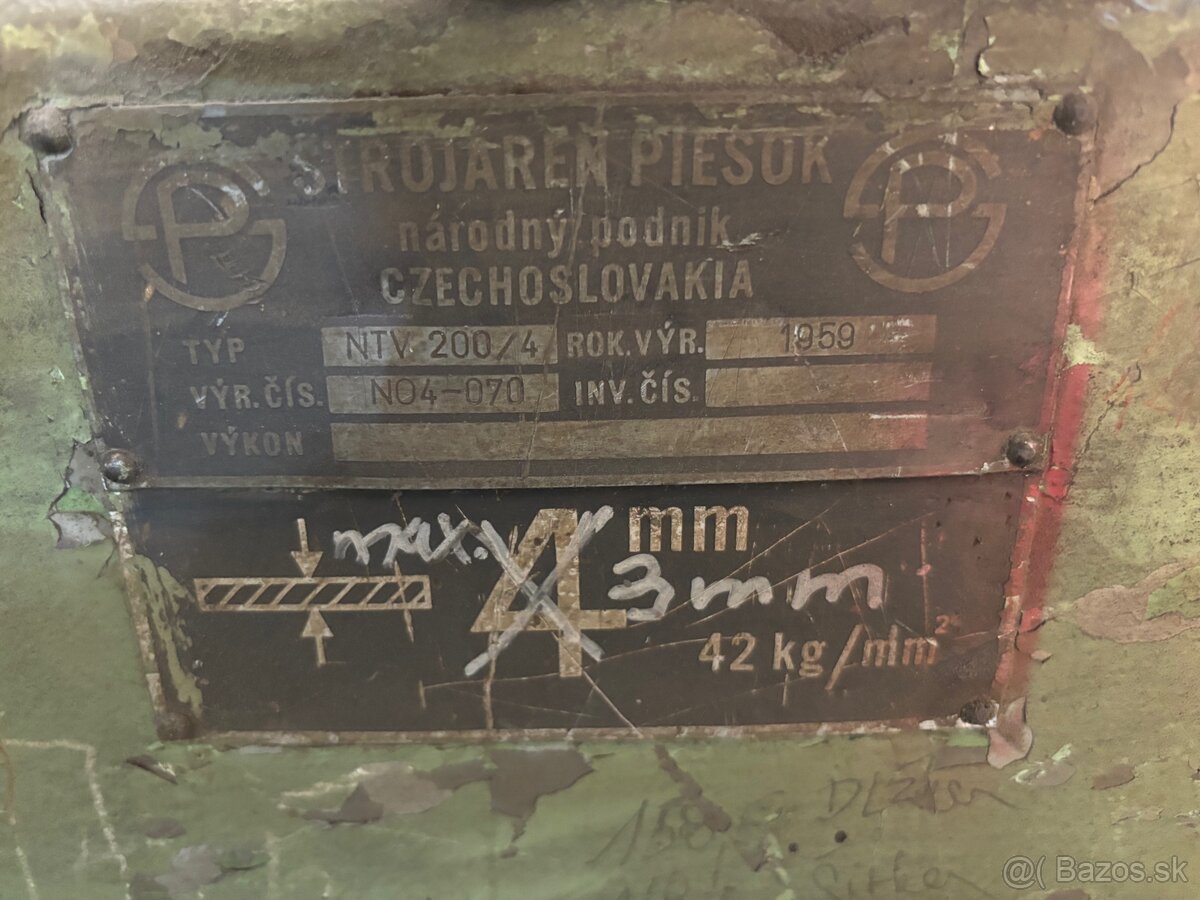 STROJÁREŇ PIESOK
národný podnik
CZECHOSLOVAKIA
TYP NTV 200/4 ROK.VÝR. 1959
VÝR.ČÍS. NO4-070 INV.ČÍS.
VÝKON
max. 4 mm
3mm
42 kg/mm²
@( Bazos.sk